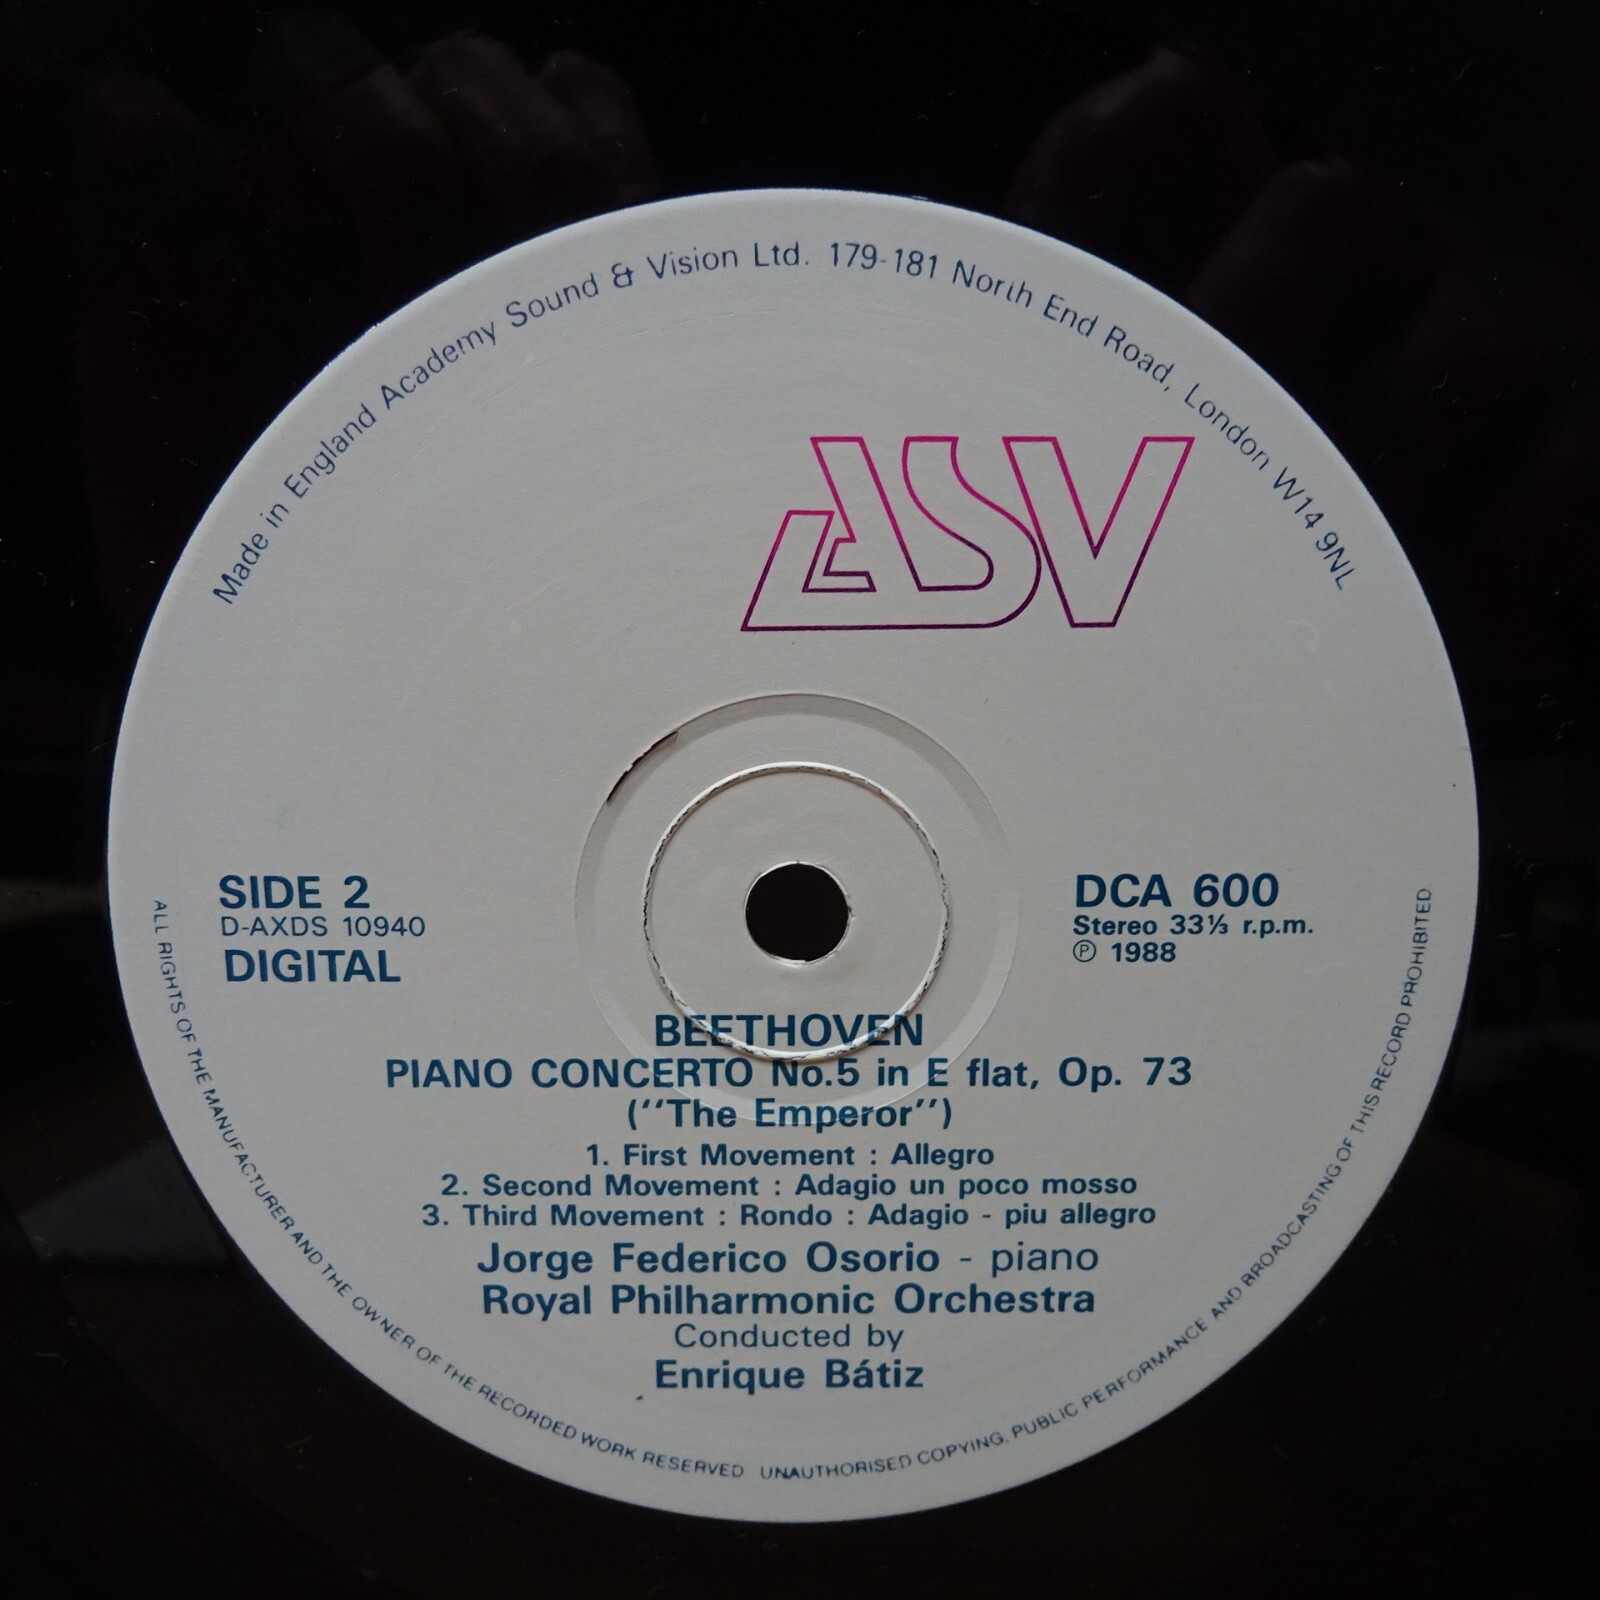 Made in England Academy Sound & Vision Ltd. 179-181 North End Road, London W14 9NL
ASV
SIDE 2
D-AXDS 10940
DIGITAL
DCA 600
Stereo 33⅓ r.p.m.
℗ 1988
BEETHOVEN
PIANO CONCERTO No.5 in E flat, Op. 73
(''The Emperor'')
1. First Movement : Allegro
2. Second Movement : Adagio un poco mosso
3. Third Movement : Rondo : Adagio - piu allegro
Jorge Federico Osorio - piano
Royal Philharmonic Orchestra
Conducted by
Enrique Bátiz
ALL RIGHTS OF THE MANUFACTURER AND THE OWNER OF THE RECORDED WORK RESERVED UNAUTHORISED COPYING, PUBLIC PERFORMANCE AND BROADCASTING OF THIS RECORD PROHIBITED.